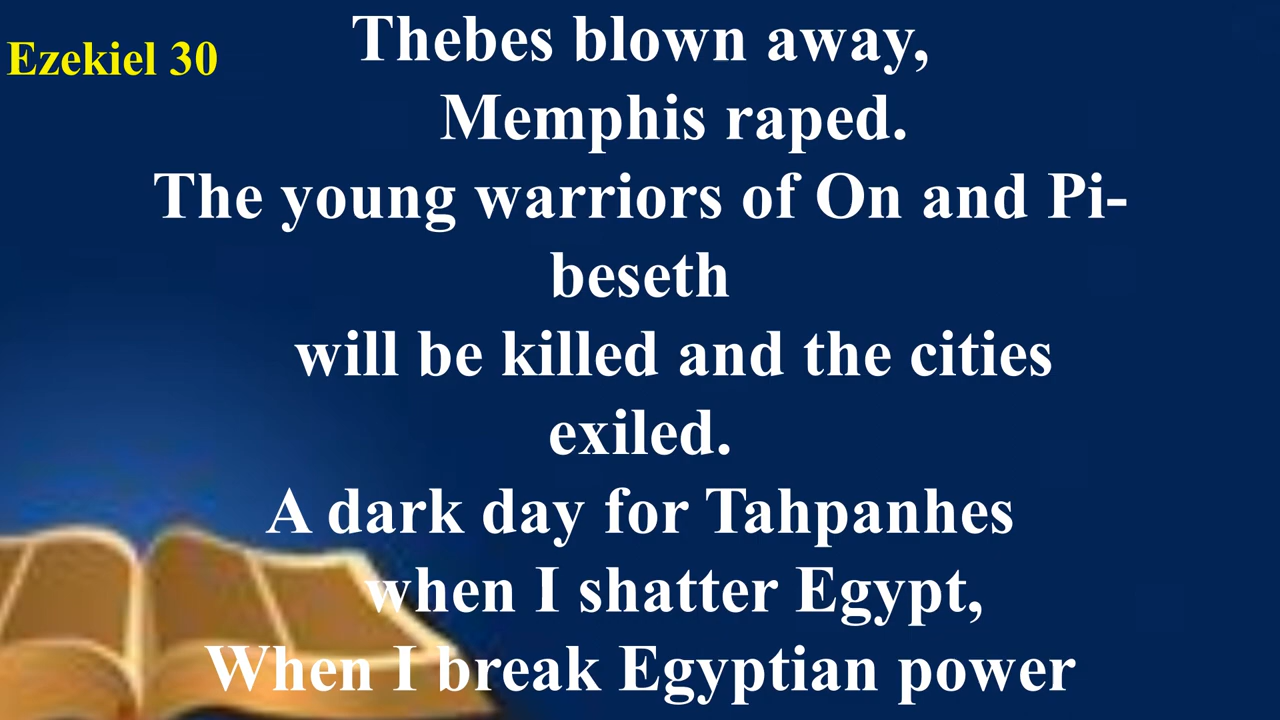 Ezekiel 30
Thebes blown away,
Memphis raped.
The young warriors of On and Pi-
beseth
will be killed and the cities
exiled.
A dark day for Tahpanhes
when I shatter Egypt,
When I break Egyptian power